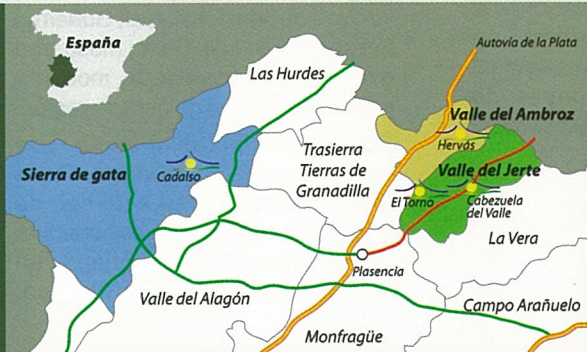 España
Autovía de la Plata
Las Hurdes
Valle del Ambroz
Hervás
Trasierra
Tierras de
Granadilla
Sierra de gata
Cadalso
Valle del Jerte
El Torno
Cabezuela
del Valle
La Vera
Plasencia
Valle del Alagón
Campo Arañuelo
Monfragüe